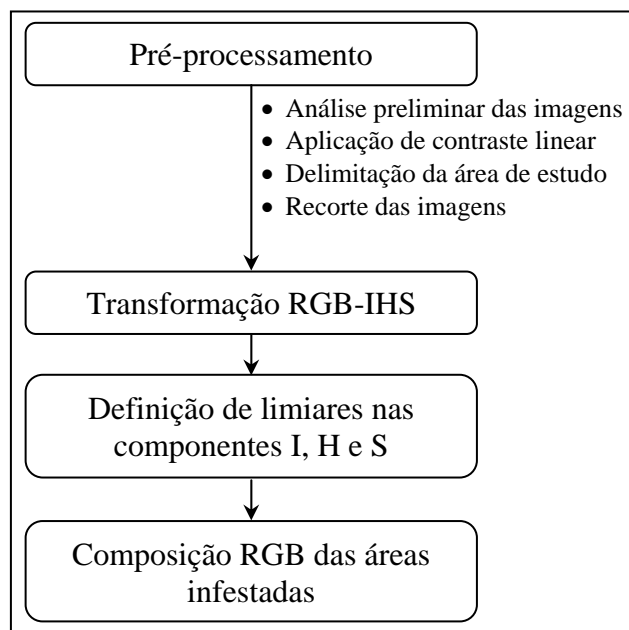 Pré-processamento
• Análise preliminar das imagens
• Aplicação de contraste linear
• Delimitação da área de estudo
• Recorte das imagens
Transformação RGB-IHS
Definição de limiares nas
componentes I, H e S
Composição RGB das áreas
infestadas